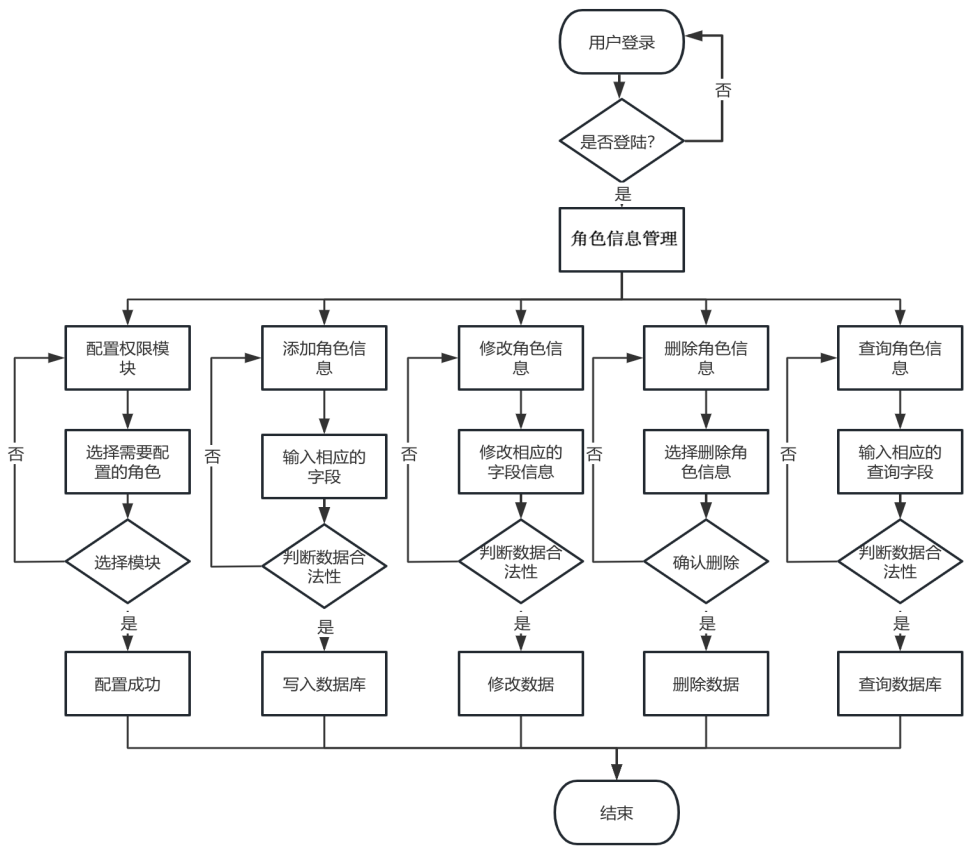 用户登录
否
是否登陆？
是
角色信息管理
配置权限模
块
添加角色信
息
修改角色信
息
删除角色信
息
查询角色信
息
否
选择需要配
置的角色
否
输入相应的
字段
否
修改相应的
字段信息
否
选择删除角
色信息
否
输入相应的
查询字段
选择模块
判断数据合
法性
判断数据合
法性
确认删除
判断数据合
法性
是
是
是
是
是
配置成功
写入数据库
修改数据
删除数据
查询数据库
结束